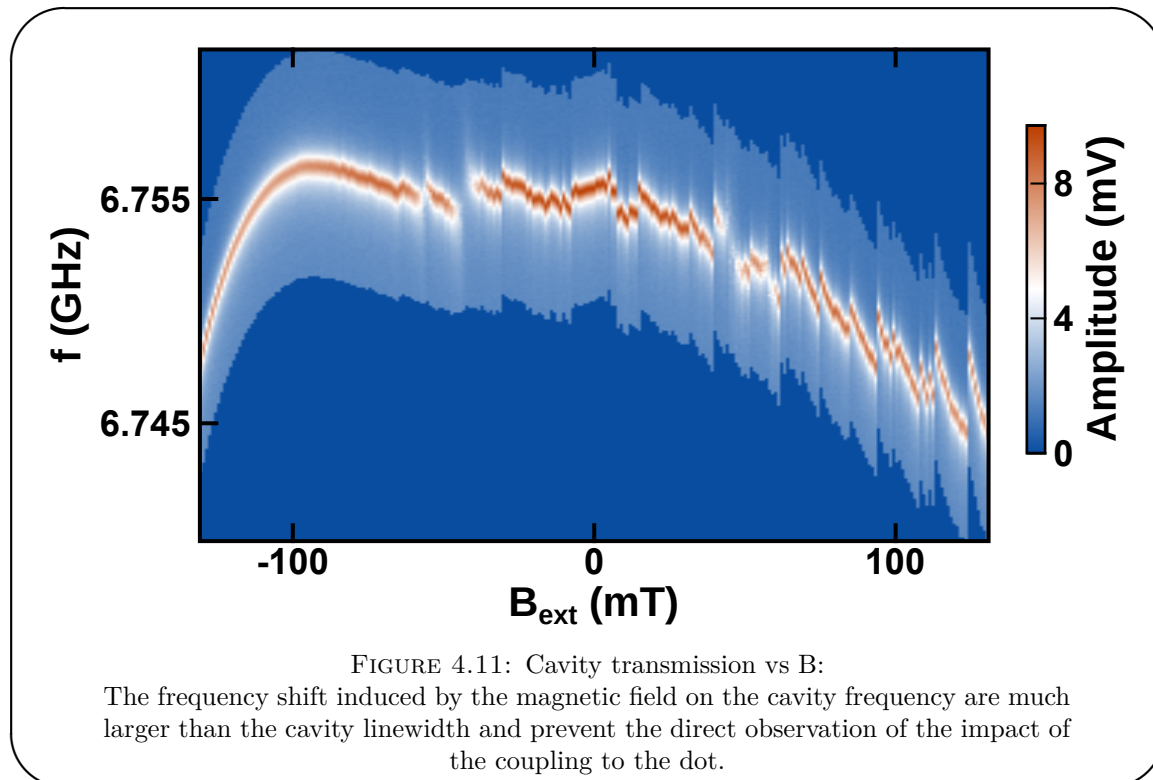 6.755
6.745
f (GHz)
-100 0 100
B_ext (mT)
8
4
0
Amplitude (mV)
FIGURE 4.11: Cavity transmission vs B:
The frequency shift induced by the magnetic field on the cavity frequency are much
larger than the cavity linewidth and prevent the direct observation of the impact of
the coupling to the dot.